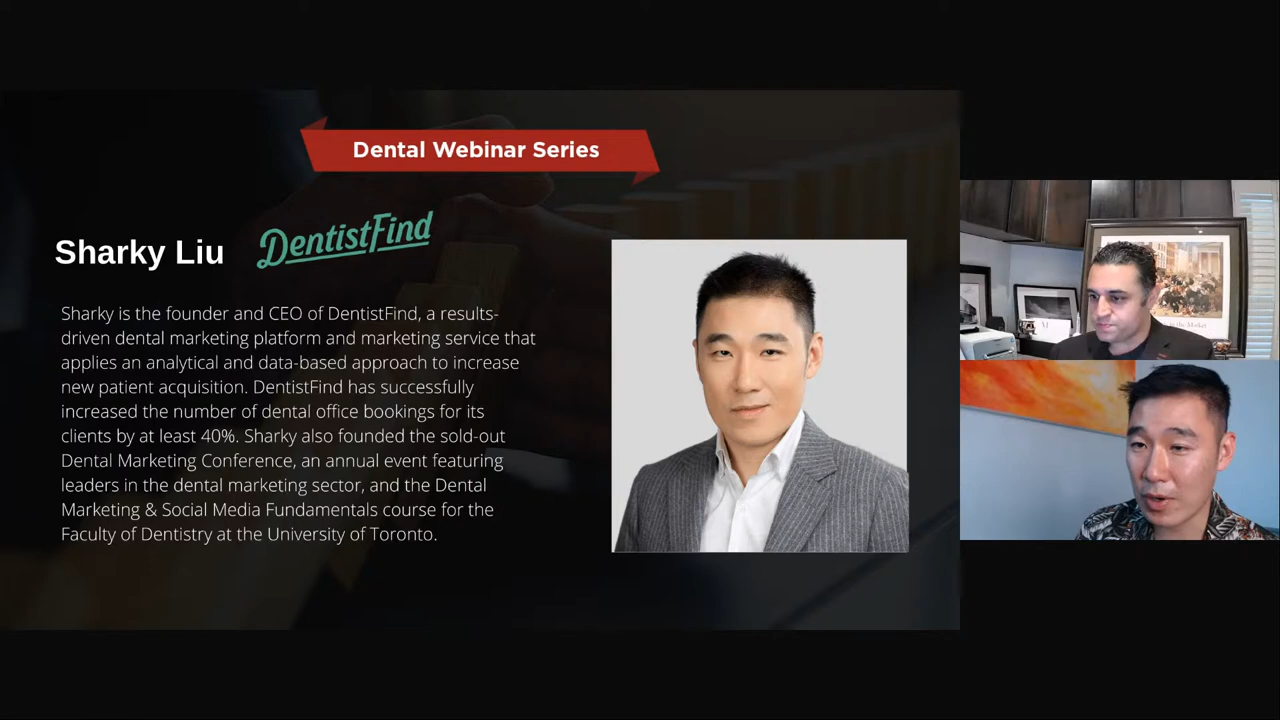 Dental Webinar Series
Sharky Liu
DentistFind
Sharky is the founder and CEO of DentistFind, a results-
driven dental marketing platform and marketing service that
applies an analytical and data-based approach to increase
new patient acquisition. DentistFind has successfully
increased the number of dental office bookings for its
clients by at least 40%. Sharky also founded the sold-out
Dental Marketing Conference, an annual event featuring
leaders in the dental marketing sector, and the Dental
Marketing & Social Media Fundamentals course for the
Faculty of Dentistry at the University of Toronto.